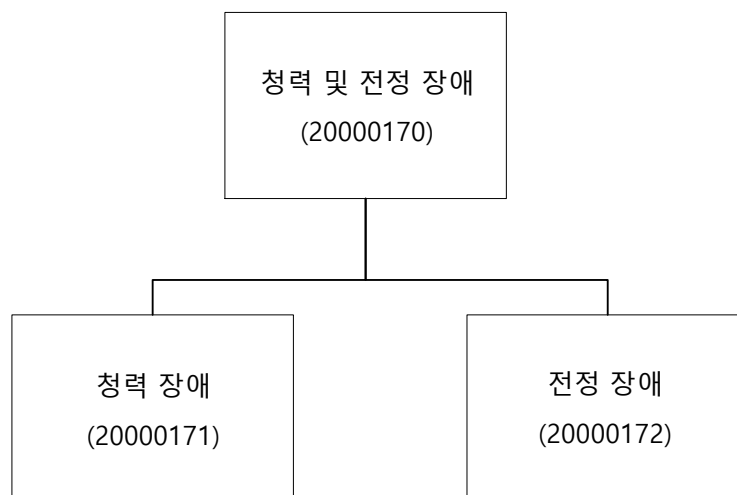 청력 및 전정 장애
(20000170)
청력 장애
(20000171)
전정 장애
(20000172)